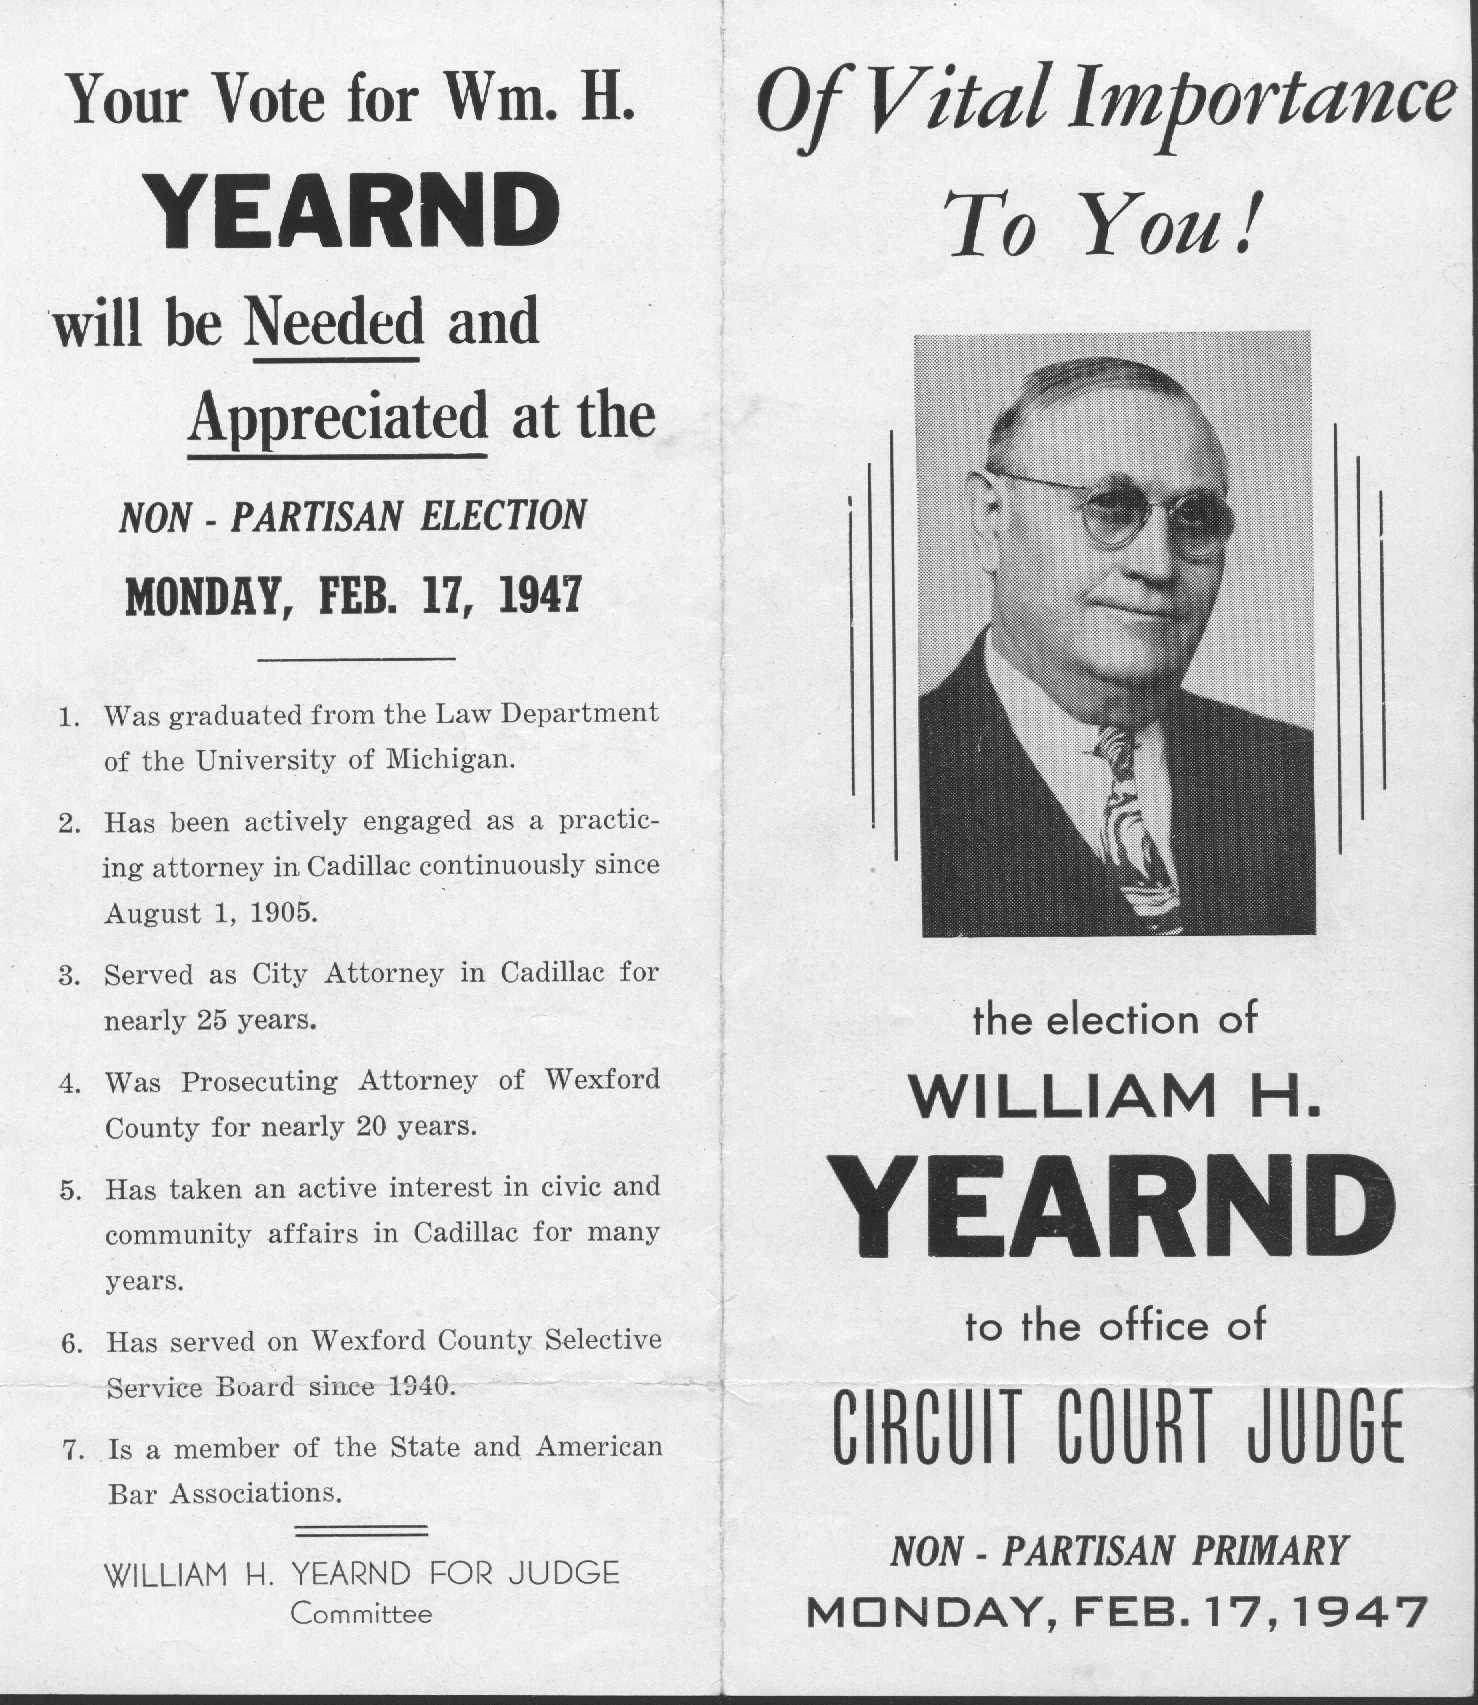 Your Vote for Wm. H.
YEARND
will be Needed and
Appreciated at the
NON - PARTISAN ELECTION
MONDAY, FEB. 17, 1947
1. Was graduated from the Law Department
of the University of Michigan.
2. Has been actively engaged as a practic-
ing attorney in Cadillac continuously since
August 1, 1905.
3. Served as City Attorney in Cadillac for
nearly 25 years.
4. Was Prosecuting Attorney of Wexford
County for nearly 20 years.
5. Has taken an active interest in civic and
community affairs in Cadillac for many
years.
6. Has served on Wexford County Selective
Service Board since 1940.
7. Is a member of the State and American
Bar Associations.
WILLIAM H. YEARND FOR JUDGE
Committee
Of Vital Importance
To You!
the election of
WILLIAM H.
YEARND
to the office of
CIRCUIT COURT JUDGE
NON - PARTISAN PRIMARY
MONDAY, FEB. 17, 1947